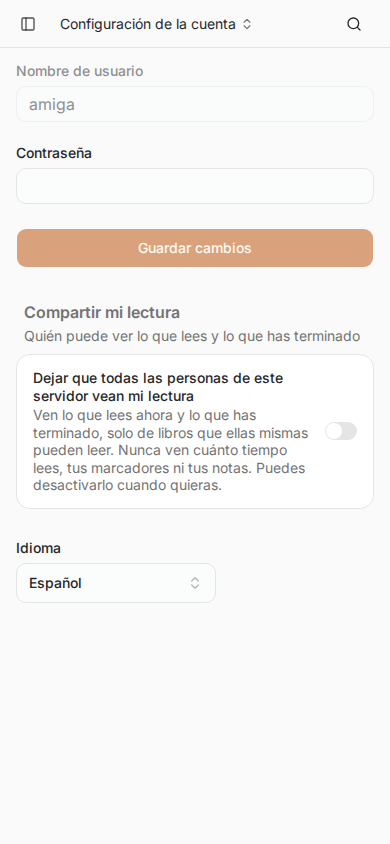 Configuración de la cuenta
Nombre de usuario
amiga
Contraseña
Guardar cambios
Compartir mi lectura
Quién puede ver lo que lees y lo que has terminado
Dejar que todas las personas de este
servidor vean mi lectura
Ven lo que lees ahora y lo que has
terminado, solo de libros que ellas mismas
pueden leer. Nunca ven cuánto tiempo
lees, tus marcadores ni tus notas. Puedes
desactivarlo cuando quieras.
Idioma
Español